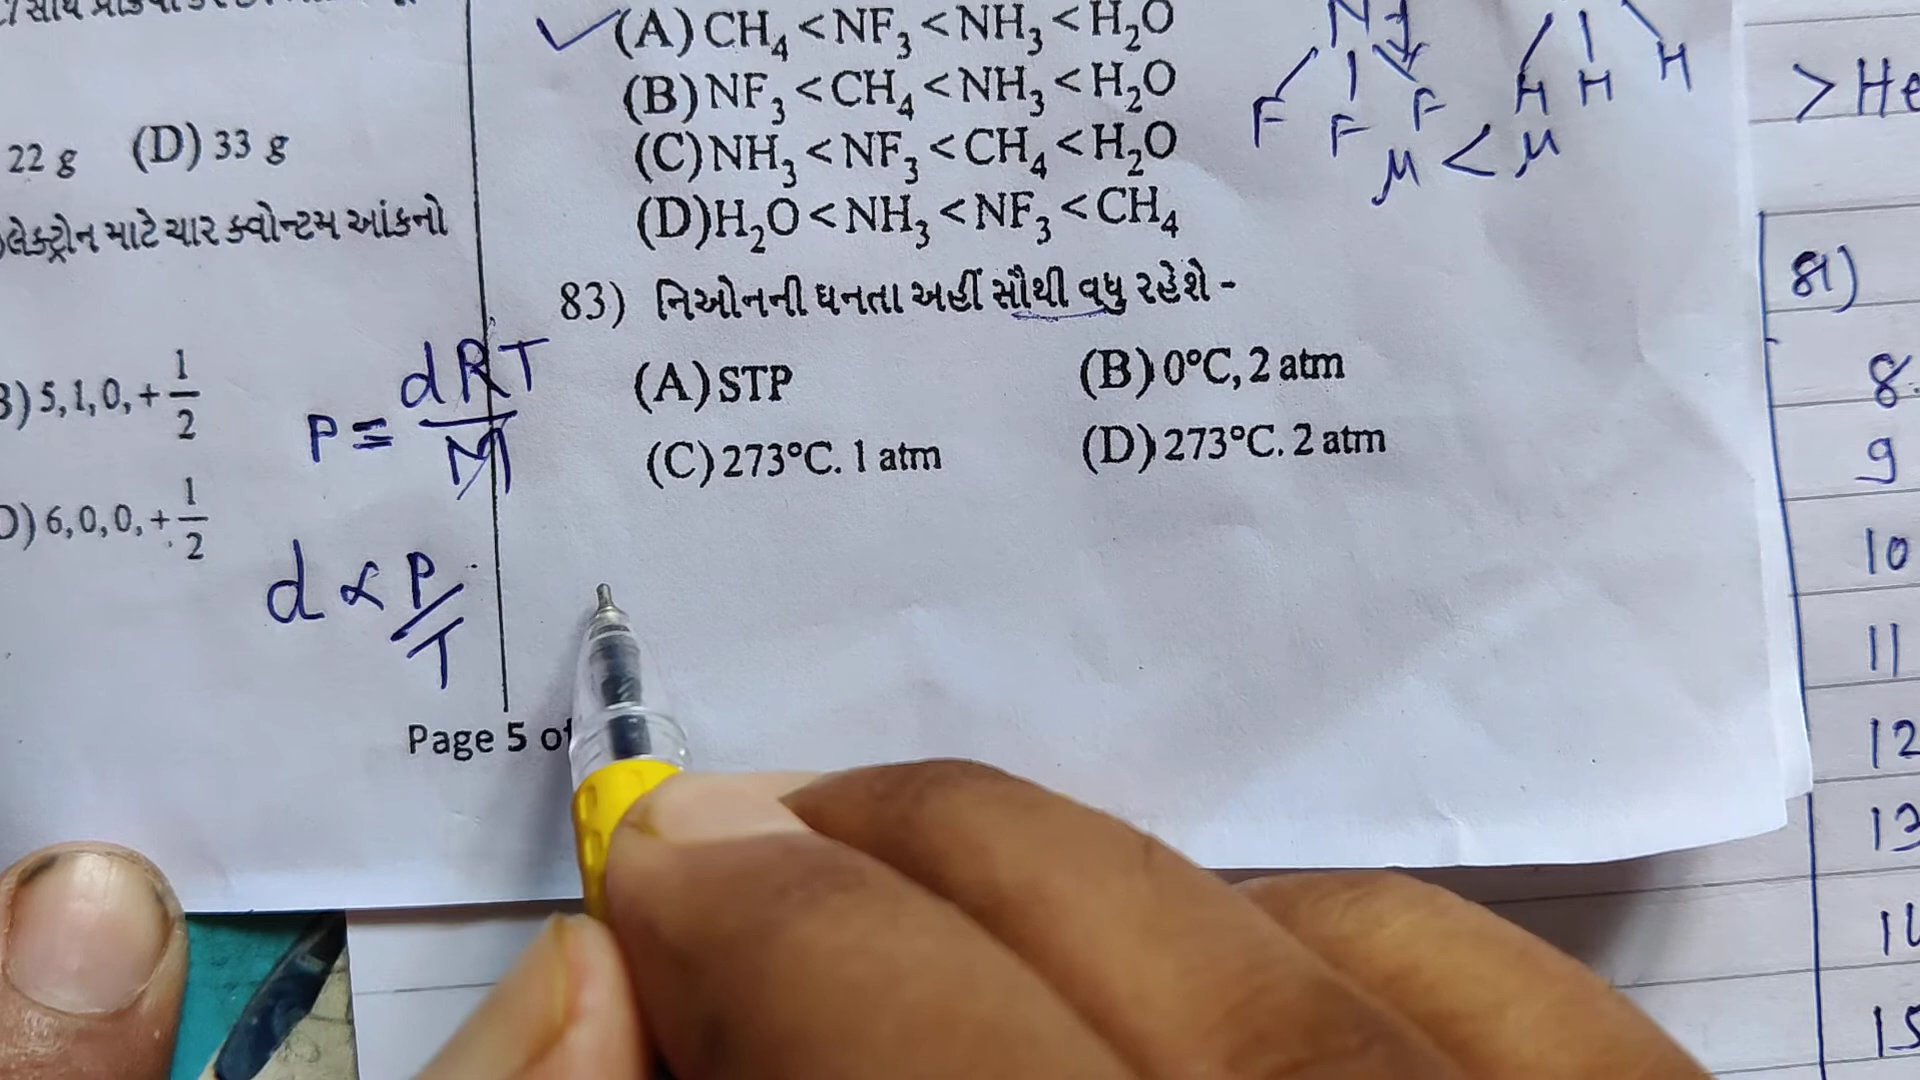 22 g (D) 33 g
માટે ચાર ક્વોન્ટમ આંકનો
5, 1, 0, + 1/2
6, 0, 0, + 1/2
P = dRT/M
d ∝ P/T
(A) CH₄ < NF₃ < NH₃ < H₂O
(B) NF₃ < CH₄ < NH₃ < H₂O
(C) NH₃ < NF₃ < CH₄ < H₂O
(D) H₂O < NH₃ < NF₃ < CH₄
83) નિઓનની ઘનતા અહીં સૌથી વધુ રહેશે -
(A) STP (B) 0°C, 2 atm
(C) 273°C. 1 atm (D) 273°C. 2 atm
Page 5
N
F F F H H H
μ < μ
> He
81)
8.
9
10
11
12
13
15